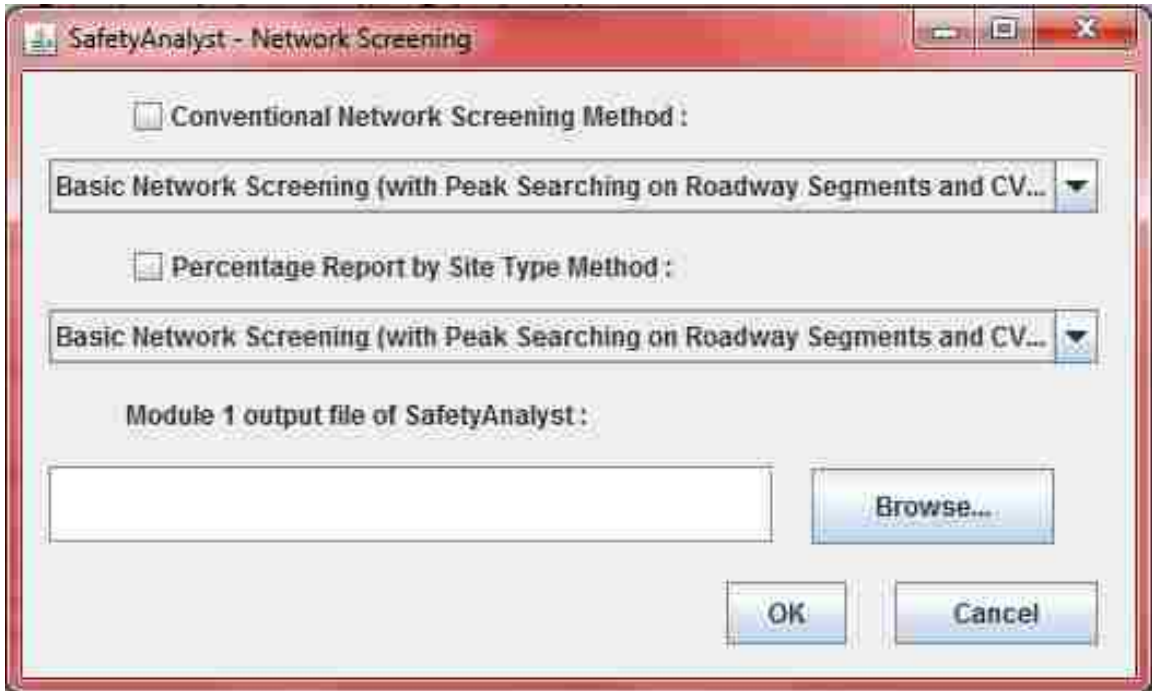 SafetyAnalyst - Network Screening
Conventional Network Screening Method :
Basic Network Screening (with Peak Searching on Roadway Segments and CV...
Percentage Report by Site Type Method :
Basic Network Screening (with Peak Searching on Roadway Segments and CV...
Module 1 output file of SafetyAnalyst :
Browse...
OK Cancel